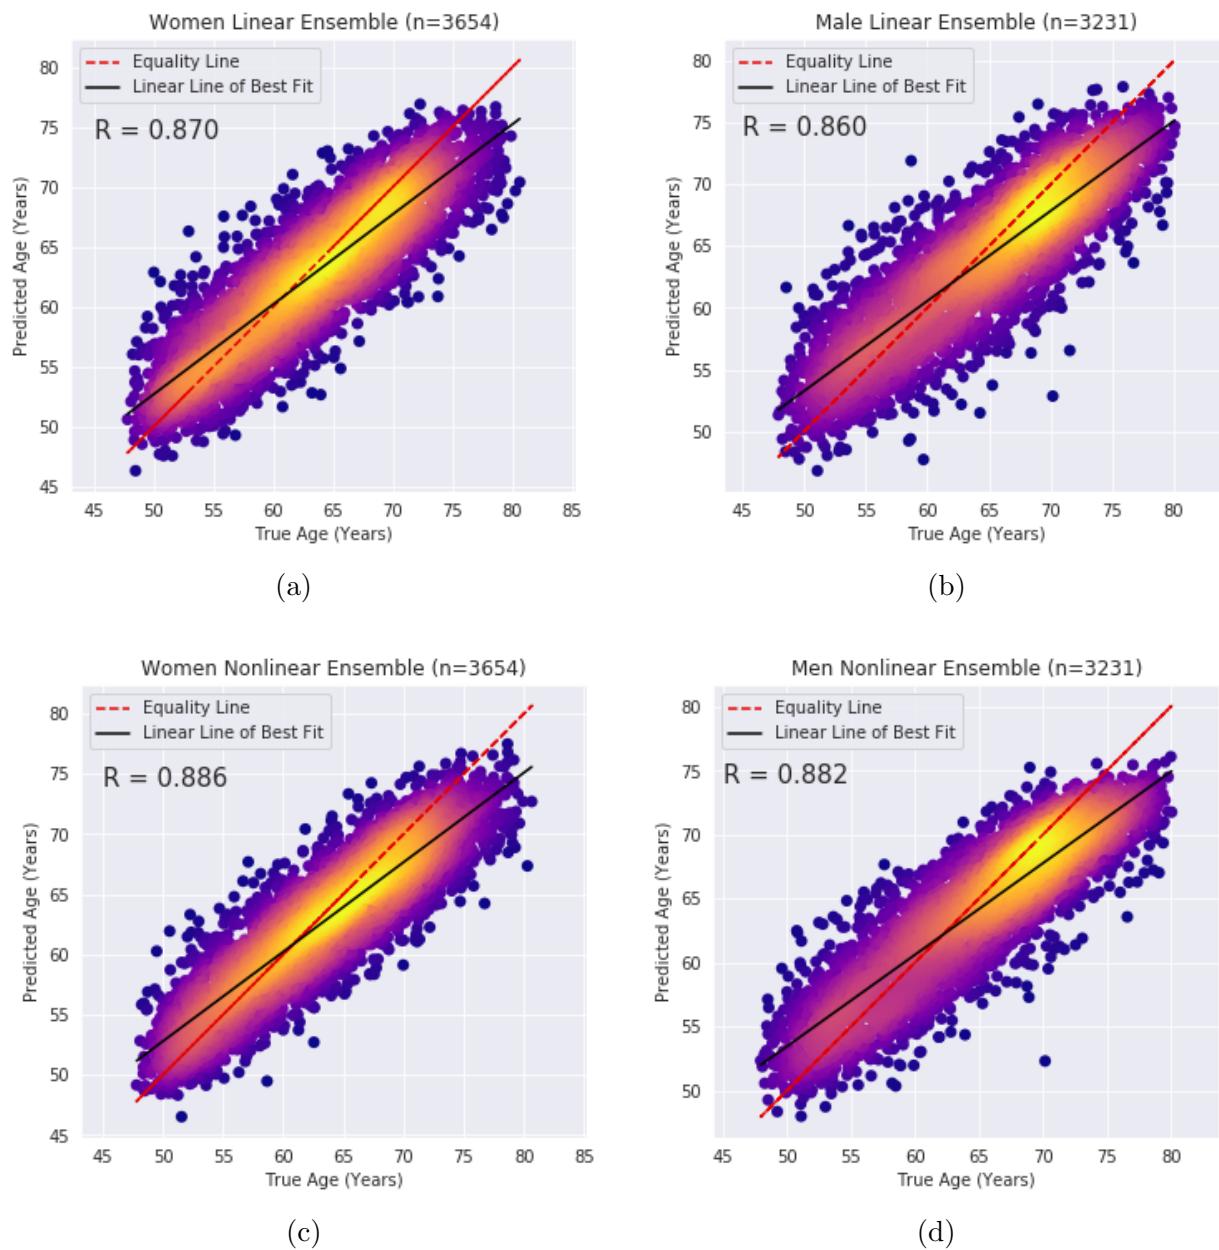 Women Linear Ensemble (n=3654)
Equality Line
Linear Line of Best Fit
R = 0.870
80
75
70
65
60
55
50
45
Predicted Age (Years)
45 50 55 60 65 70 75 80 85
True Age (Years)
(a)
Male Linear Ensemble (n=3231)
Equality Line
Linear Line of Best Fit
R = 0.860
80
75
70
65
60
55
50
Predicted Age (Years)
45 50 55 60 65 70 75 80
True Age (Years)
(b)
Women Nonlinear Ensemble (n=3654)
Equality Line
Linear Line of Best Fit
R = 0.886
80
75
70
65
60
55
50
45
Predicted Age (Years)
45 50 55 60 65 70 75 80 85
True Age (Years)
(c)
Men Nonlinear Ensemble (n=3231)
Equality Line
Linear Line of Best Fit
R = 0.882
80
75
70
65
60
55
50
Predicted Age (Years)
45 50 55 60 65 70 75 80
True Age (Years)
(d)